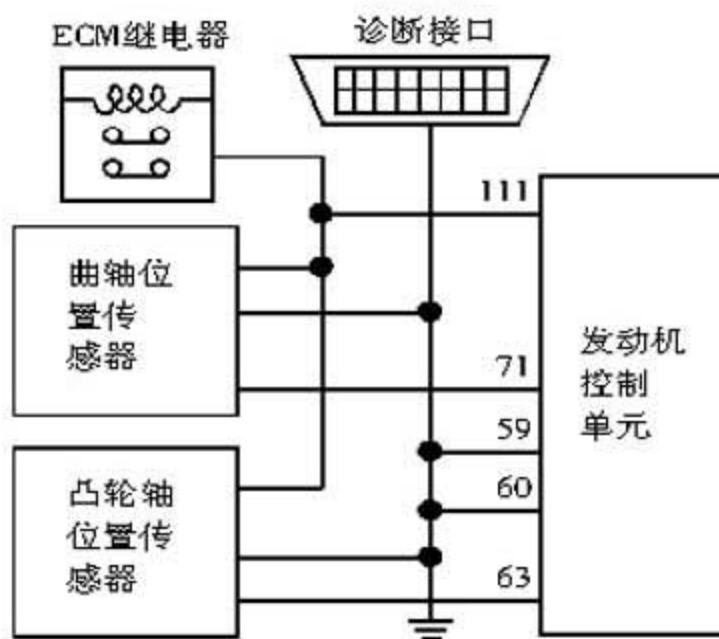 ECM继电器
诊断接口
111
曲轴位
置传
感器
71
发动机
控制
单元
59
60
凸轮轴
位置传
感器
63